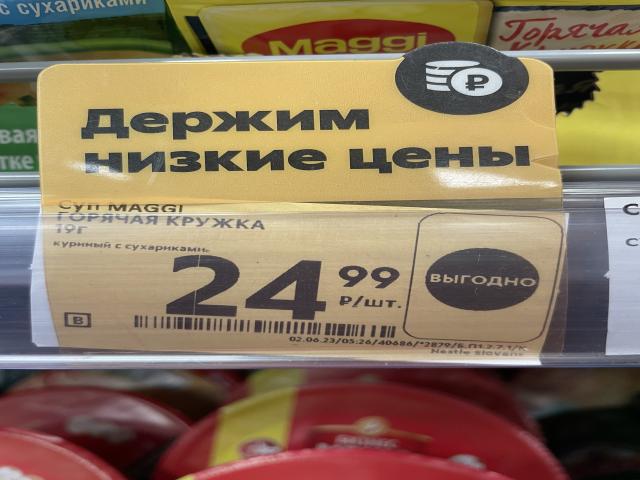 с сухариками
Maggi
Горячая
Держим
низкие цены
Суп MAGGI
ГОРЯЧАЯ КРУЖКА
19г
куриный с сухариками
24 99
₽/шт.
ВЫГОДНО
В
02.06.23/05:26/40686/*2879/Б.П1.2.7.1/К
Nestle Slovens